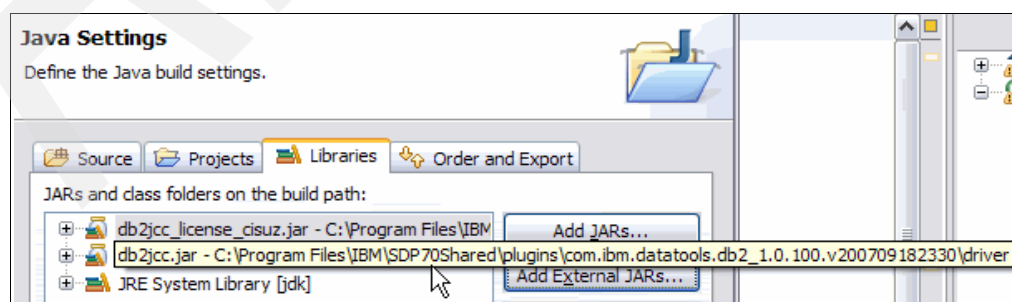 Java Settings
Define the Java build settings.
Source Projects Libraries Order and Export
JARs and class folders on the build path:
db2jcc_license_cisuz.jar - C:\Program Files\IBM
Add JARs...
db2jcc.jar - C:\Program Files\IBM\SDP70Shared\plugins\com.ibm.datatools.db2_1.0.100.v200709182330\driver
JRE System Library [jdk]
Add External JARs...